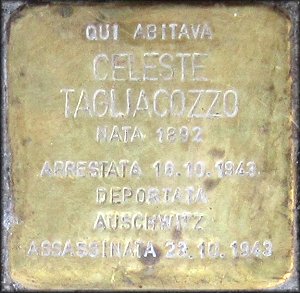 QUI ABITAVA
CELESTE
TAGLIACOZZO
NATA 1892
ARRESTATA 16.10.1943
DEPORTATA
AUSCHWITZ
ASSASSINATA 23.10.1943